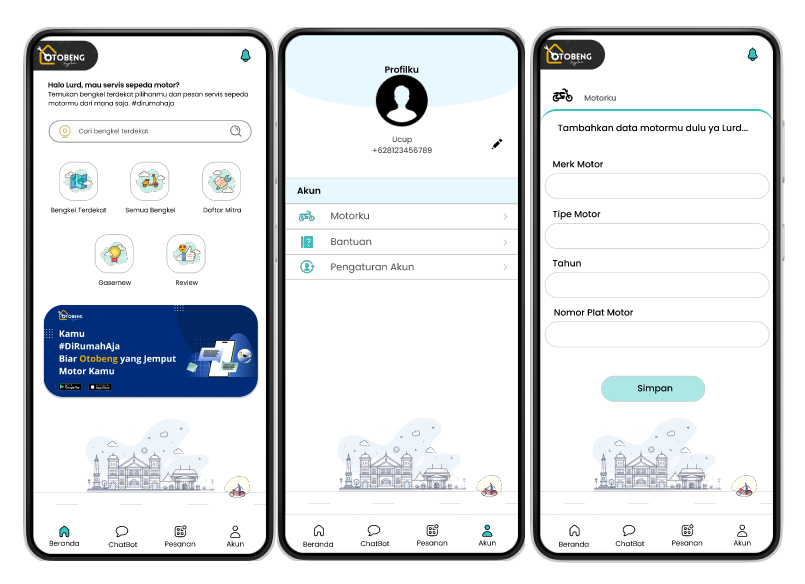 OTOBENG
Halo Lurd, mau servis sepeda motor?
Temukan bengkel terdekat pilihanmu dan pesan servis sepeda
motormu dari mana saja, #dirumahaja
Cari bengkel terdekat
Bengkel Terdekat
Semua Bengkel
Daftar Mitra
Gasernew
Review
OTOBENG
Kamu
#DiRumahAja
Biar Otobeng yang Jemput
Motor Kamu
Beranda
ChatBot
Pesanan
Akun
Profilku
Ucup
+628123456789
Akun
Motorku
Bantuan
Pengaturan Akun
Beranda
ChatBot
Pesanan
Akun
OTOBENG
Motorku
Tambahkan data motormu dulu ya Lurd...
Merk Motor
Tipe Motor
Tahun
Nomor Plat Motor
Simpan
Beranda
ChatBot
Pesanan
Akun